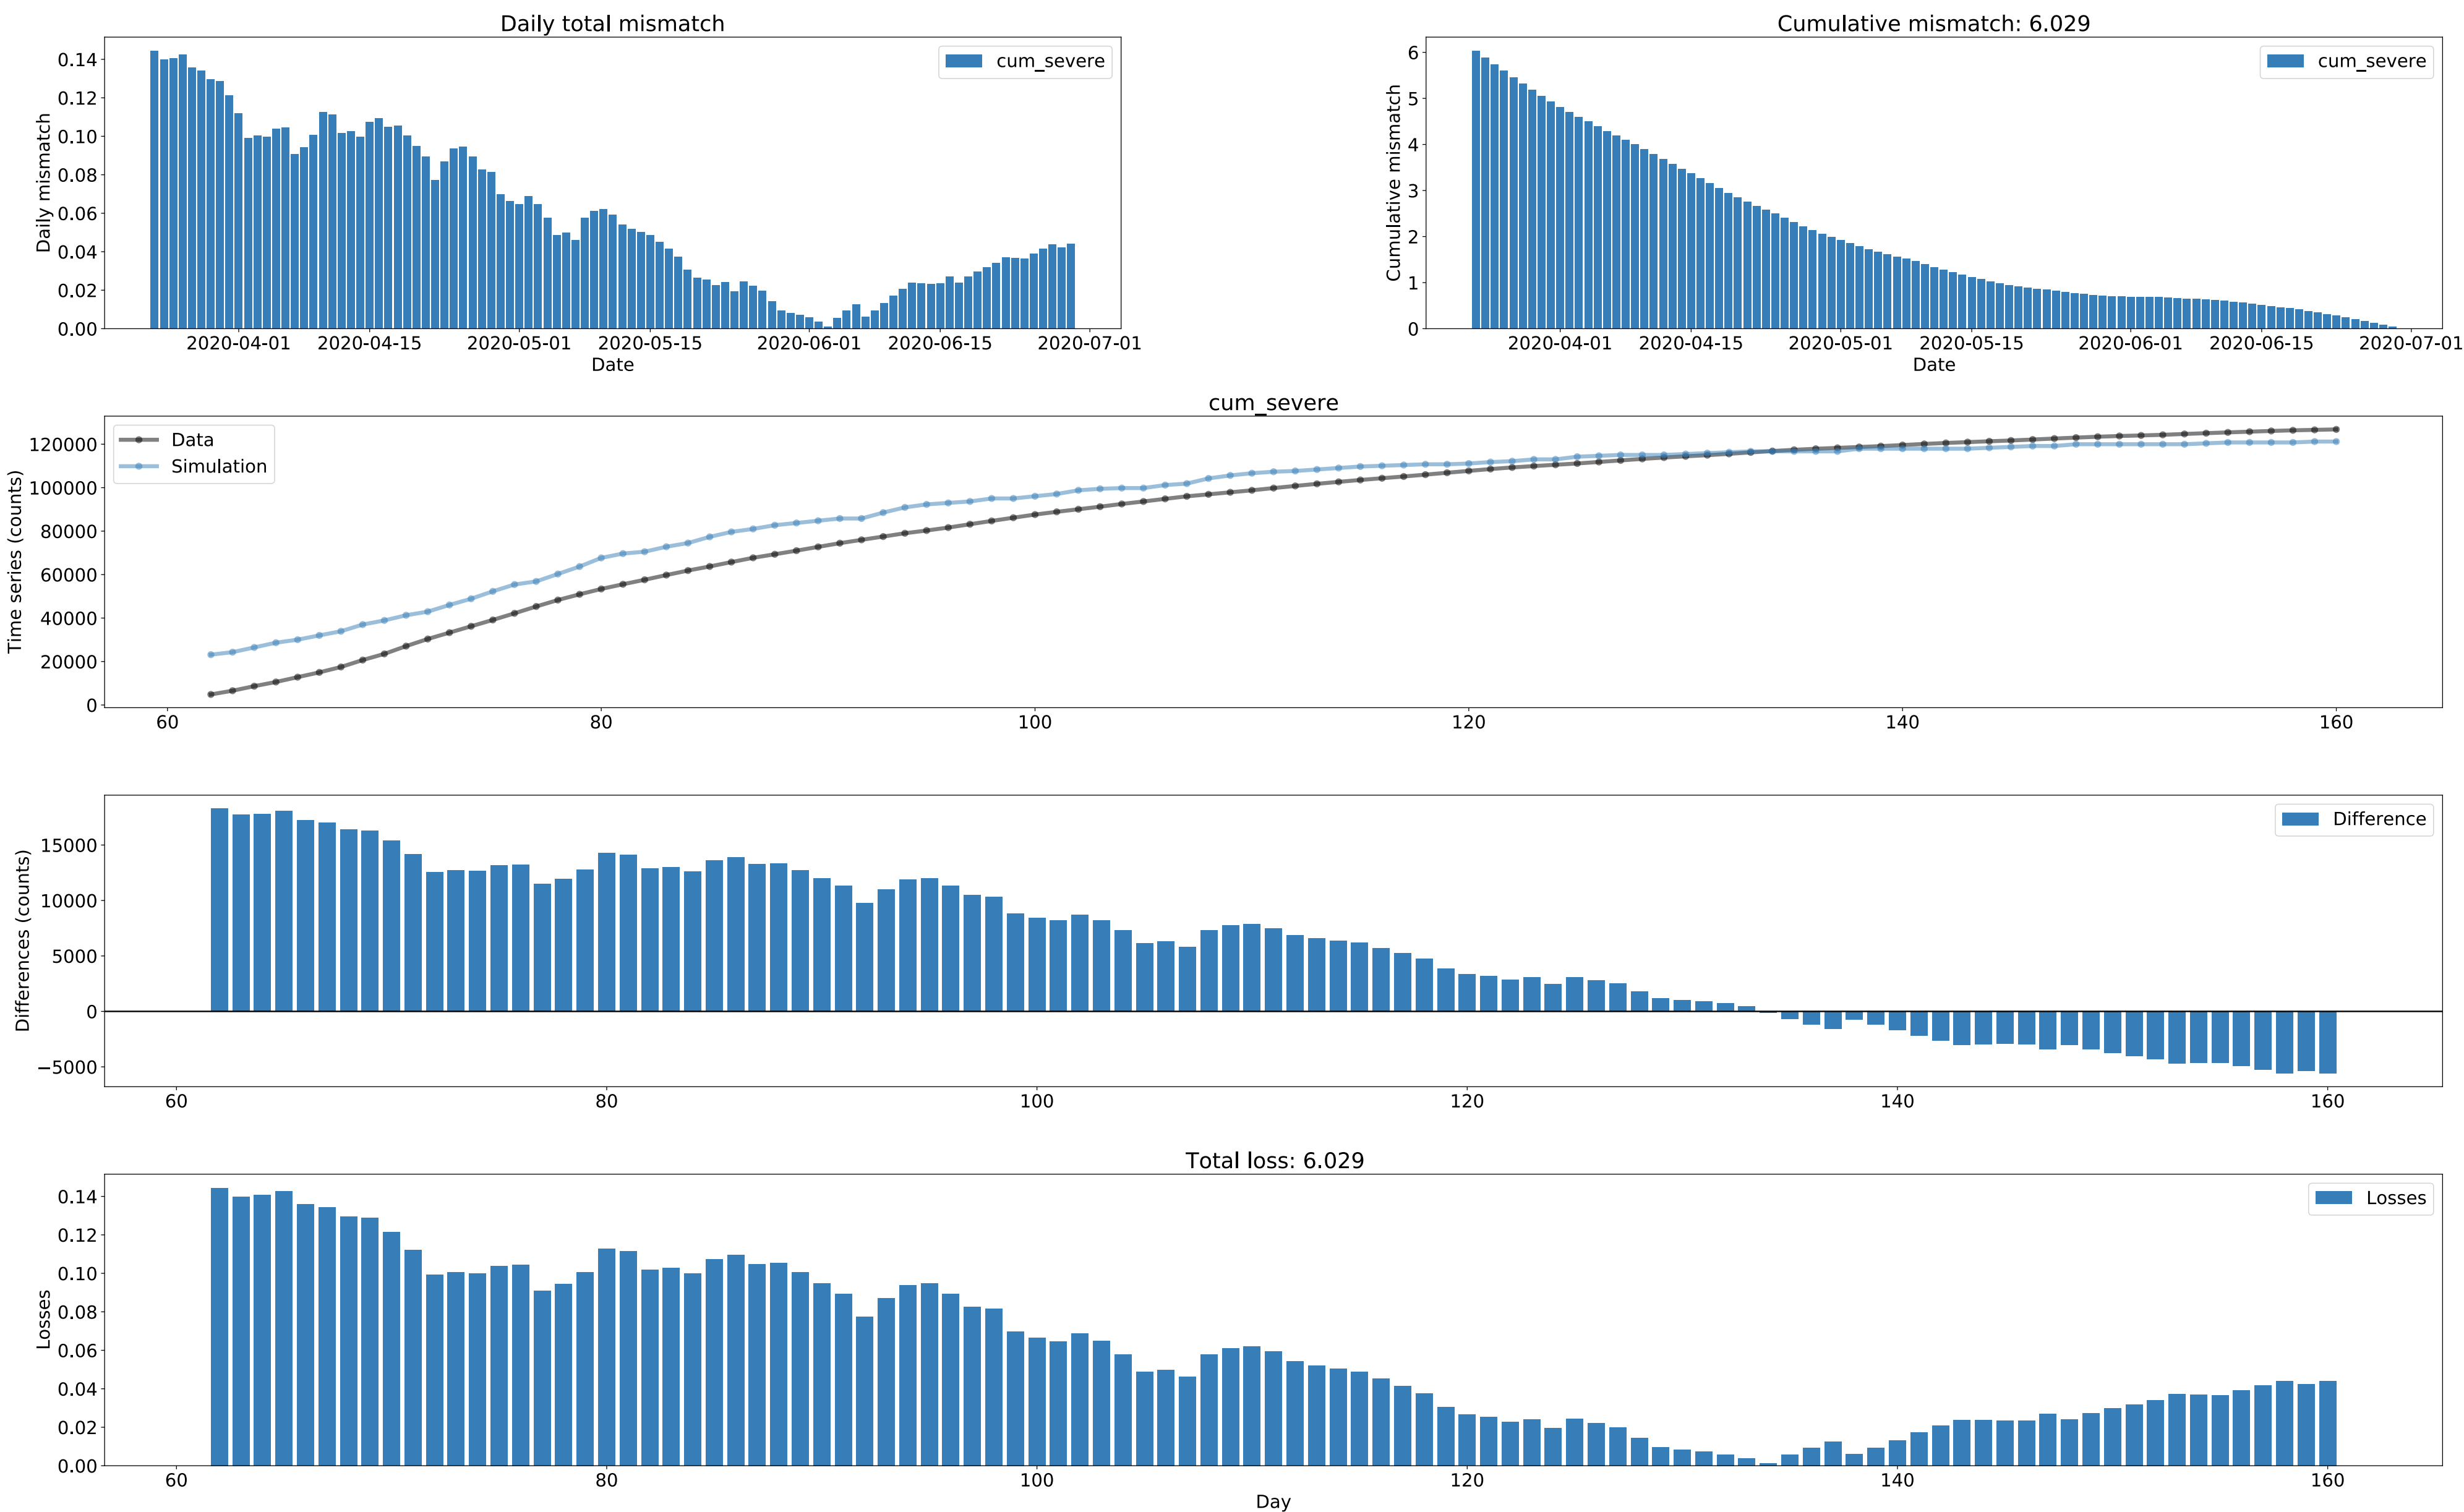 Daily total mismatch
0.14
0.12
0.10
0.08
0.06
0.04
0.02
0.00
Daily mismatch
cum_severe
2020-04-01 2020-04-15 2020-05-01 2020-05-15 2020-06-01 2020-06-15 2020-07-01
Date
Cumulative mismatch: 6.029
6
5
4
3
2
1
0
Cumulative mismatch
cum_severe
2020-04-01 2020-04-15 2020-05-01 2020-05-15 2020-06-01 2020-06-15 2020-07-01
Date
cum_severe
Data
Simulation
120000
100000
80000
60000
40000
20000
0
Time series (counts)
60 80 100 120 140 160
Difference
15000
10000
5000
0
−5000
Differences (counts)
60 80 100 120 140 160
Total loss: 6.029
Losses
0.14
0.12
0.10
0.08
0.06
0.04
0.02
0.00
Losses
60 80 100 120 140 160
Day